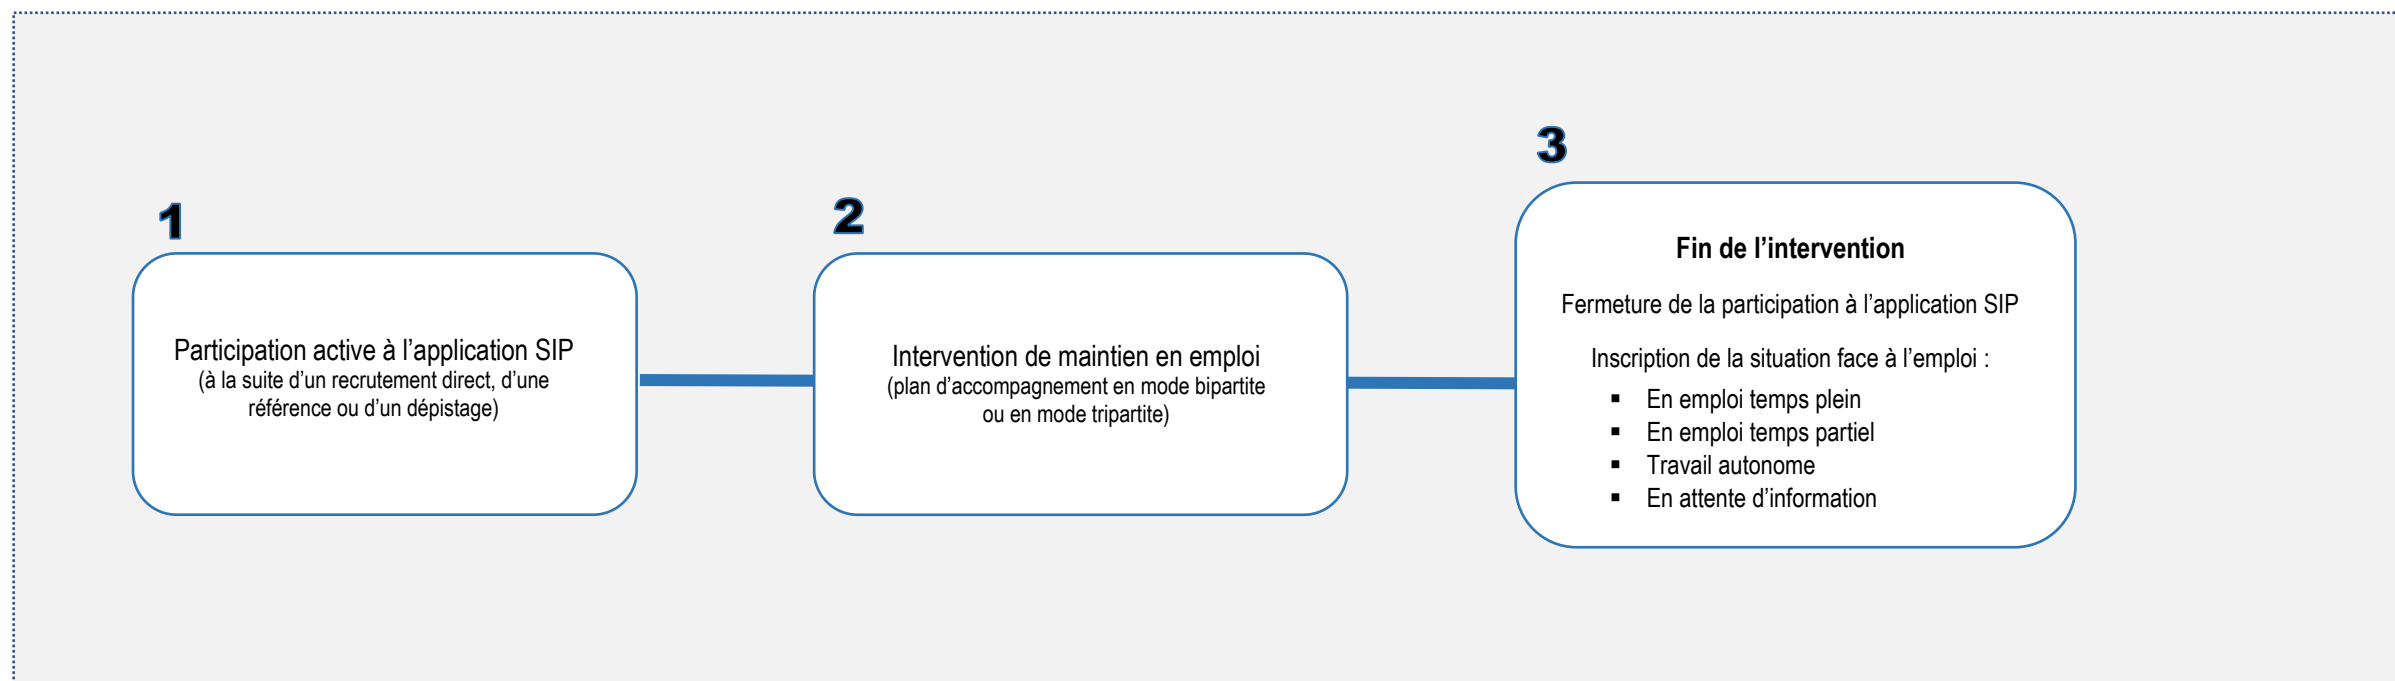 1
Participation active à l’application SIP
(à la suite d’un recrutement direct, d’une
référence ou d’un dépistage)
2
Intervention de maintien en emploi
(plan d’accompagnement en mode bipartite
ou en mode tripartite)
3
Fin de l’intervention
Fermeture de la participation à l’application SIP
Inscription de la situation face à l’emploi :
▪ En emploi temps plein
▪ En emploi temps partiel
▪ Travail autonome
▪ En attente d’information